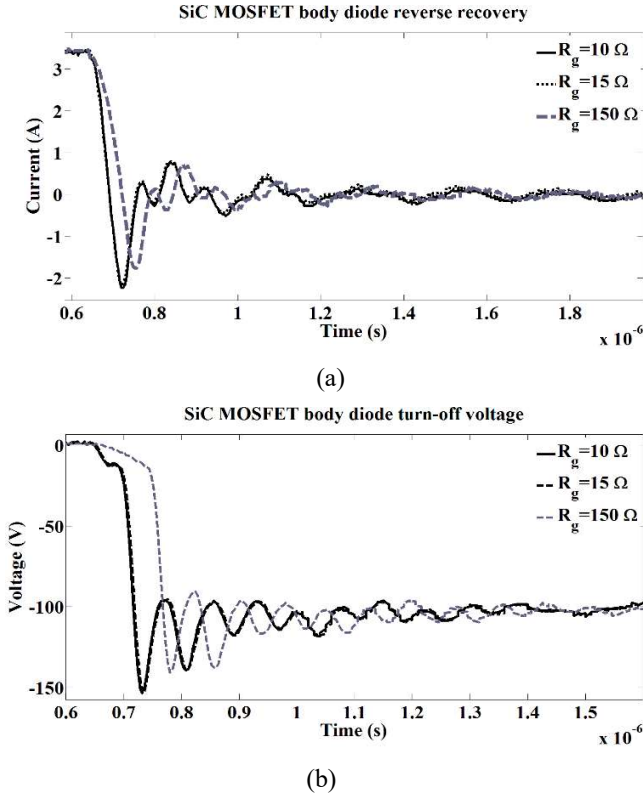 SiC MOSFET body diode reverse recovery
3
2
1
0
-1
-2
Current (A)
R_g=10 Ω
R_g=15 Ω
R_g=150 Ω
0.6 0.8 1 1.2 1.4 1.6 1.8
Time (s)
x 10^-6
(a)
SiC MOSFET body diode turn-off voltage
0
-50
-100
-150
Voltage (V)
R_g=10 Ω
R_g=15 Ω
R_g=150 Ω
0.6 0.7 0.8 0.9 1 1.1 1.2 1.3 1.4 1.5
Time (s)
x 10^-6
(b)